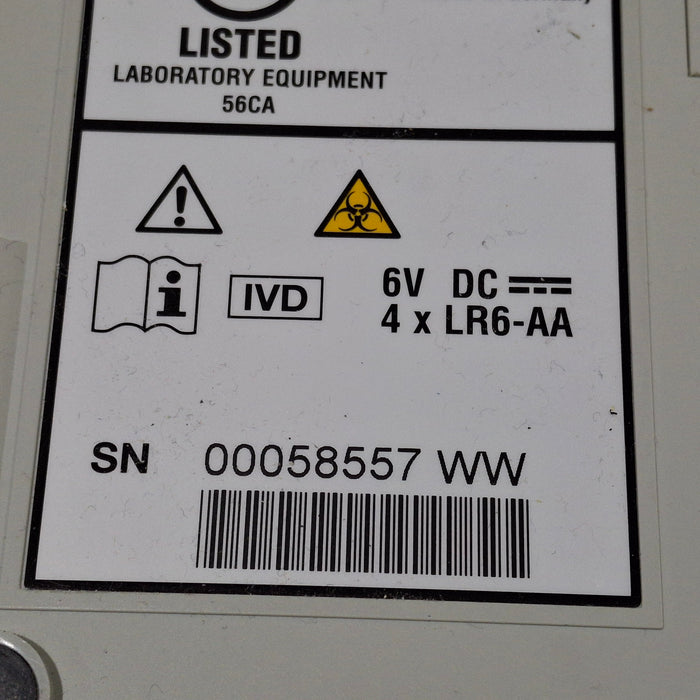 LISTED
LABORATORY EQUIPMENT
56CA
IVD
6V DC
4 x LR6-AA
SN 00058557 WW